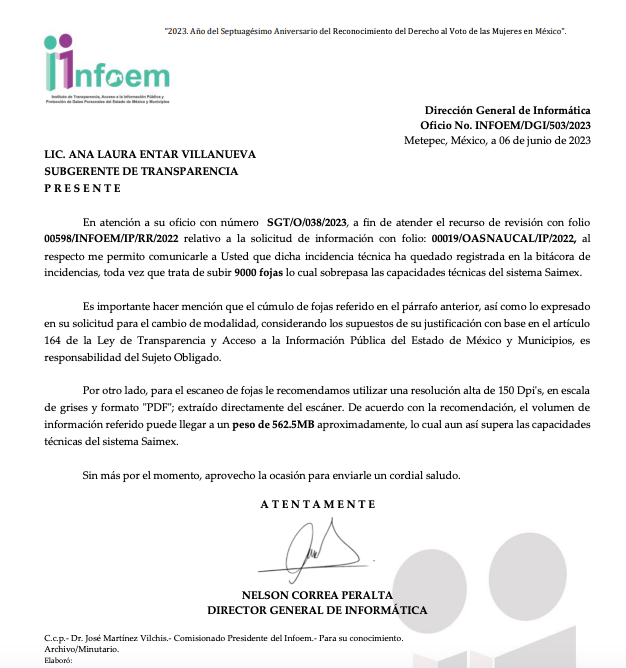 "2023. Año del Septuagésimo Aniversario del Reconocimiento del Derecho al Voto de las Mujeres en México".
infoem
Instituto de Transparencia, Acceso a la Información Pública y
Protección de Datos Personales del Estado de México y Municipios
Dirección General de Informática
Oficio No. INFOEM/DGI/503/2023
Metepec, México, a 06 de junio de 2023
LIC. ANA LAURA ENTAR VILLANUEVA
SUBGERENTE DE TRANSPARENCIA
P R E S E N T E
En atención a su oficio con número SGT/O/038/2023, a fin de atender el recurso de revisión con folio
00598/INFOEM/IP/RR/2022 relativo a la solicitud de información con folio: 00019/OASNAUCAL/IP/2022, al
respecto me permito comunicarle a Usted que dicha incidencia técnica ha quedado registrada en la bitácora de
incidencias, toda vez que trata de subir 9000 fojas lo cual sobrepasa las capacidades técnicas del sistema Saimex.
Es importante hacer mención que el cúmulo de fojas referido en el párrafo anterior, así como lo expresado
en su solicitud para el cambio de modalidad, considerando los supuestos de su justificación con base en el artículo
164 de la Ley de Transparencia y Acceso a la Información Pública del Estado de México y Municipios, es
responsabilidad del Sujeto Obligado.
Por otro lado, para el escaneo de fojas le recomendamos utilizar una resolución alta de 150 Dpi's, en escala
de grises y formato "PDF"; extraído directamente del escáner. De acuerdo con la recomendación, el volumen de
información referido puede llegar a un peso de 562.5MB aproximadamente, lo cual aun así supera las capacidades
técnicas del sistema Saimex.
Sin más por el momento, aprovecho la ocasión para enviarle un cordial saludo.
A T E N T A M E N T E
NELSON CORREA PERALTA
DIRECTOR GENERAL DE INFORMÁTICA
C.c.p.- Dr. José Martínez Vilchis.- Comisionado Presidente del Infoem.- Para su conocimiento.
Archivo/Minutario.
Elaboró: